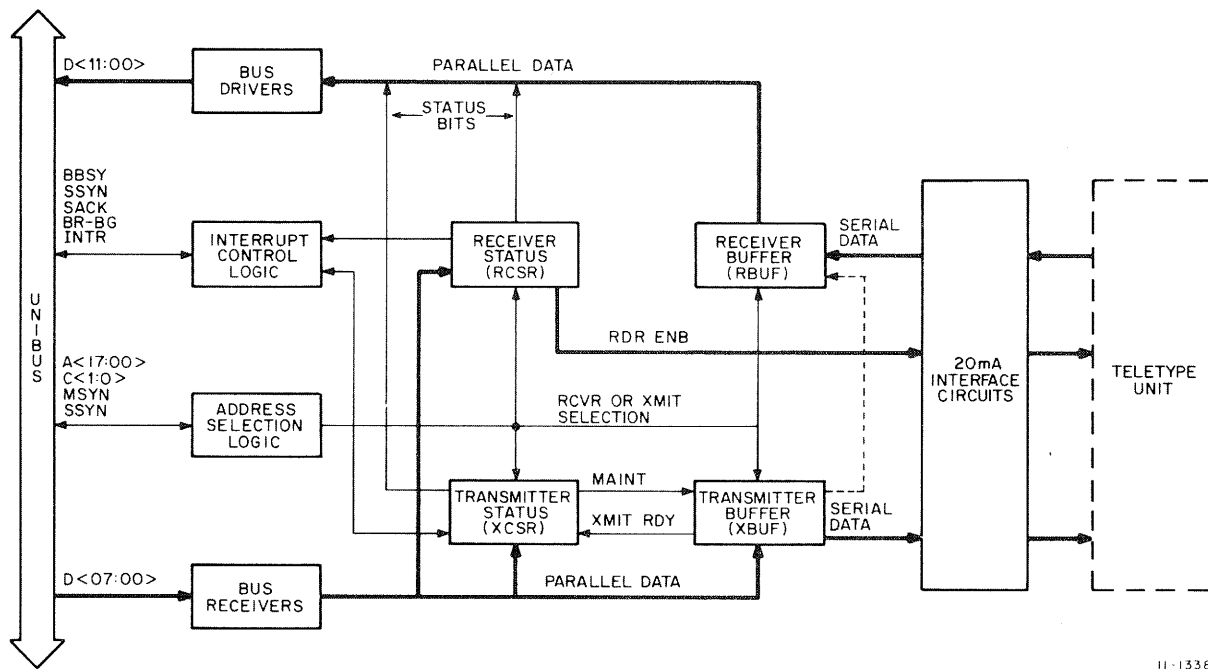 D<11:00>
BUS
DRIVERS
PARALLEL DATA
STATUS
BITS
BBSY
SSYN
SACK
BR-BG
INTR
INTERRUPT
CONTROL
LOGIC
RECEIVER
STATUS
(RCSR)
RECEIVER
BUFFER
(RBUF)
SERIAL
DATA
UNIBUS
RDR ENB
20mA
INTERFACE
CIRCUITS
TELETYPE
UNIT
A<17:00>
C<1:0>
MSYN
SSYN
ADDRESS
SELECTION
LOGIC
RCVR OR XMIT
SELECTION
TRANSMITTER
STATUS
(XCSR)
MAINT
XMIT RDY
TRANSMITTER
BUFFER
(XBUF)
SERIAL
DATA
D<07:00>
BUS
RECEIVERS
PARALLEL DATA
11-1338